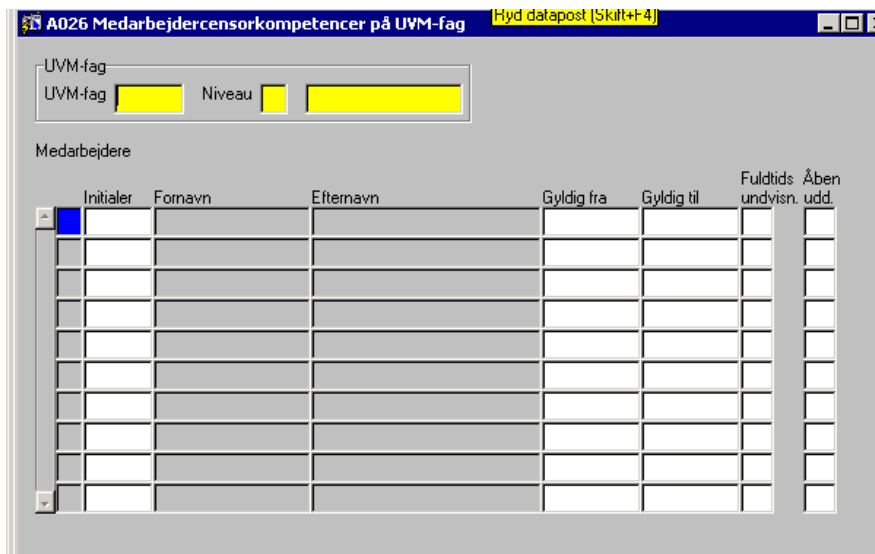 A026 Medarbejdercensorkompetencer på UVM-fag
Ryd datapost (Skift+F4)
UVM-fag
UVM-fag Niveau
Medarbejdere
Initialer Fornavn Efternavn Gyldig fra Gyldig til Fuldtids undvisn. Åben udd.